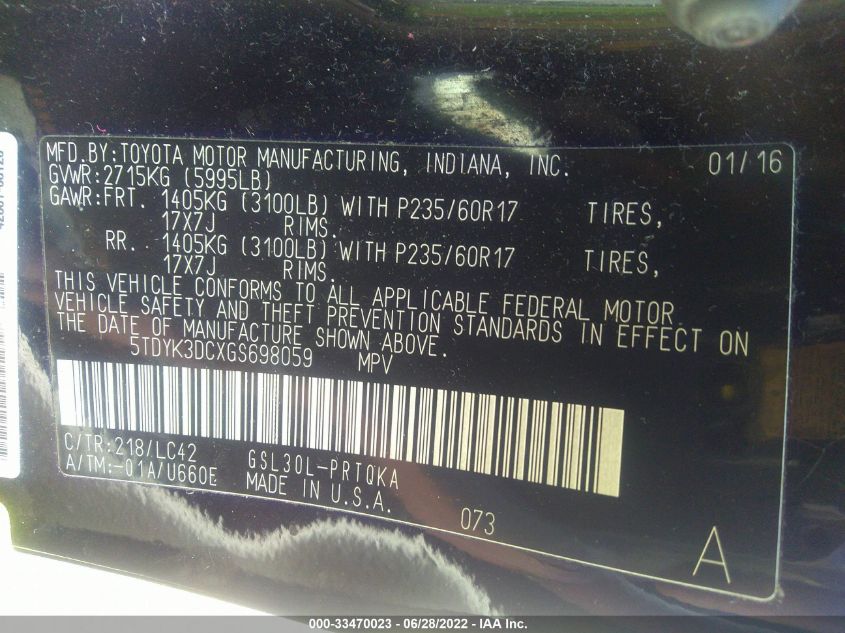 MFD.BY:TOYOTA MOTOR MANUFACTURING, INDIANA, INC. 01/16
GVWR:2715KG (5995LB)
GAWR:FRT. 1405KG (3100LB) WITH P235/60R17 TIRES,
17X7J RIMS.
RR. 1405KG (3100LB) WITH P235/60R17 TIRES,
17X7J RIMS.
THIS VEHICLE CONFORMS TO ALL APPLICABLE FEDERAL MOTOR
VEHICLE SAFETY AND THEFT PREVENTION STANDARDS IN EFFECT ON
THE DATE OF MANUFACTURE SHOWN ABOVE.
5TDYK3DCXGS698059 MPV
C/TR:218/LC42 GSL30L-PRTQKA
A/TM:-01A/U660E MADE IN U.S.A.
073
A
000-33470023 - 06/28/2022 - IAA Inc.